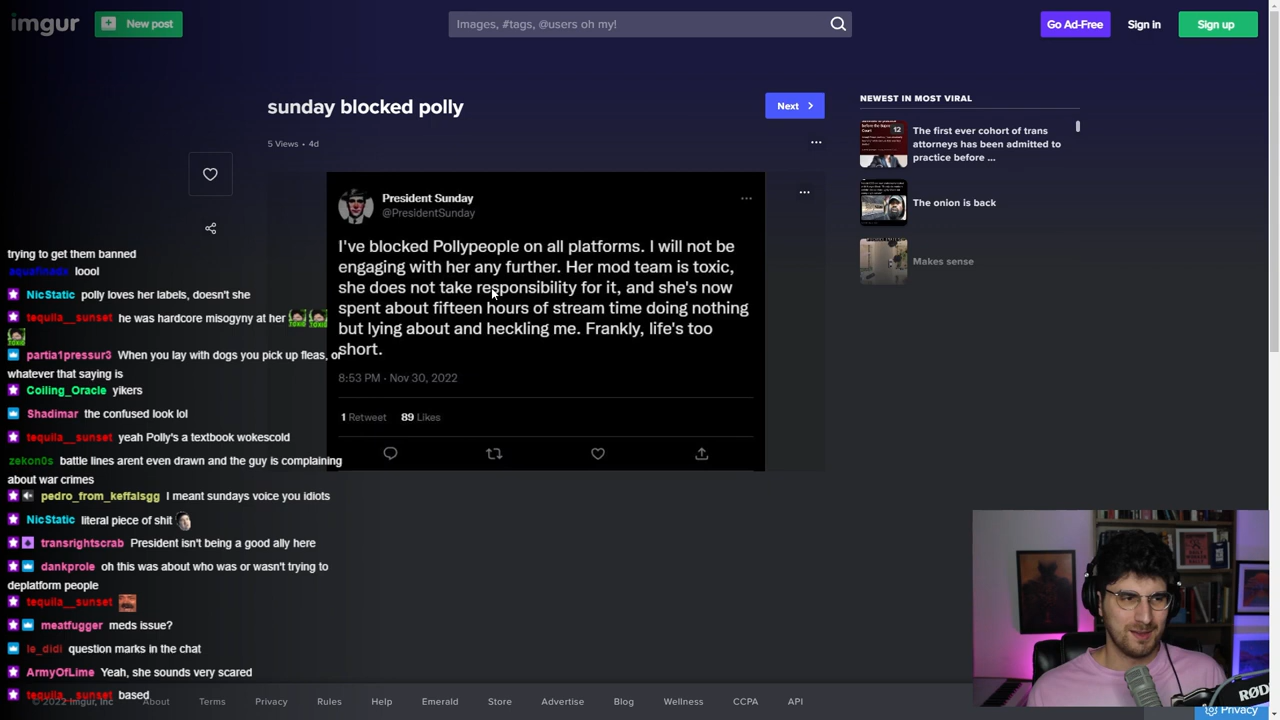 imgur
New post
Images, #tags, @users oh my!
Go Ad-Free
Sign in
Sign up
sunday blocked polly
Next
5 Views • 4d
NEWEST IN MOST VIRAL
12
The first ever cohort of trans
attorneys has been admitted to
practice before ...
The onion is back
Makes sense
President Sunday
@PresidentSunday
I've blocked Pollypeople on all platforms. I will not be
engaging with her any further. Her mod team is toxic,
she does not take responsibility for it, and she's now
spent about fifteen hours of stream time doing nothing
but lying about and heckling me. Frankly, life's too
short.
8:53 PM · Nov 30, 2022
1 Retweet 89 Likes
trying to get them banned
aquafinadx loool
NicStatic polly loves her labels, doesn't she
tequila__sunset he was hardcore misogyny at her
partia1pressur3 When you lay with dogs you pick up fleas, or
whatever that saying is
Coiling_Oracle yikers
Shadimar the confused look lol
tequila__sunset yeah Polly's a textbook wokescold
zekon0s battle lines arent even drawn and the guy is complaining
about war crimes
pedro_from_keffalsgg I meant sundays voice you idiots
NicStatic literal piece of shit
transrightscrab President isn't being a good ally here
dankprole oh this was about who was or wasn't trying to
deplatform people
tequila__sunset
meatfugger meds issue?
le_didi question marks in the chat
ArmyOfLime Yeah, she sounds very scared
tequila__sunset based
© 2022 Imgur, Inc About Terms Privacy Rules Help Emerald Store Advertise Blog Wellness CCPA API
RØD
Privacy